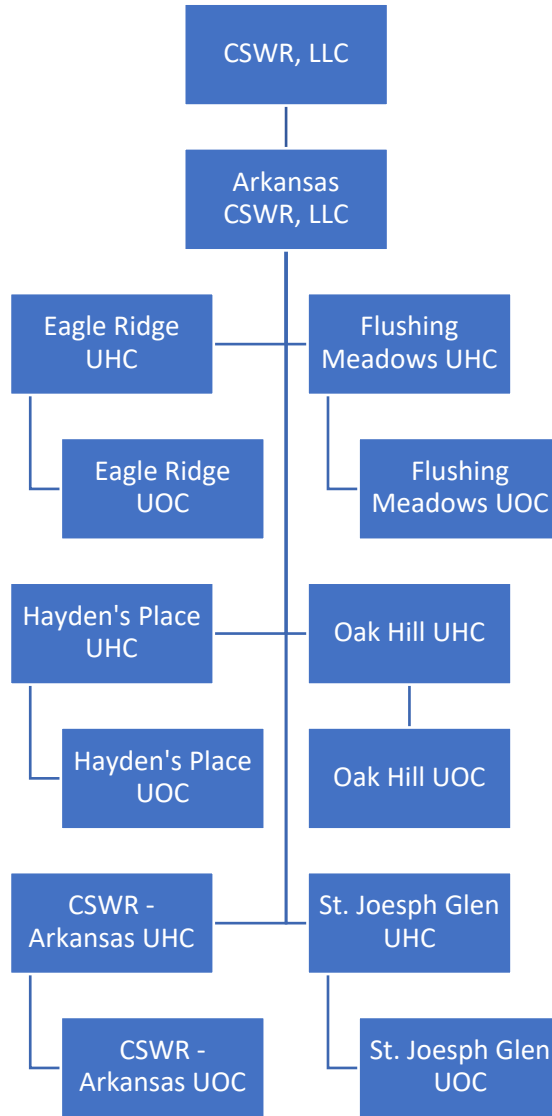 CSWR, LLC
Arkansas
CSWR, LLC
Eagle Ridge
UHC
Flushing
Meadows UHC
Eagle Ridge
UOC
Flushing
Meadows UOC
Hayden's Place
UHC
Oak Hill UHC
Hayden's Place
UOC
Oak Hill UOC
CSWR -
Arkansas UHC
St. Joesph Glen
UHC
CSWR -
Arkansas UOC
St. Joesph Glen
UOC